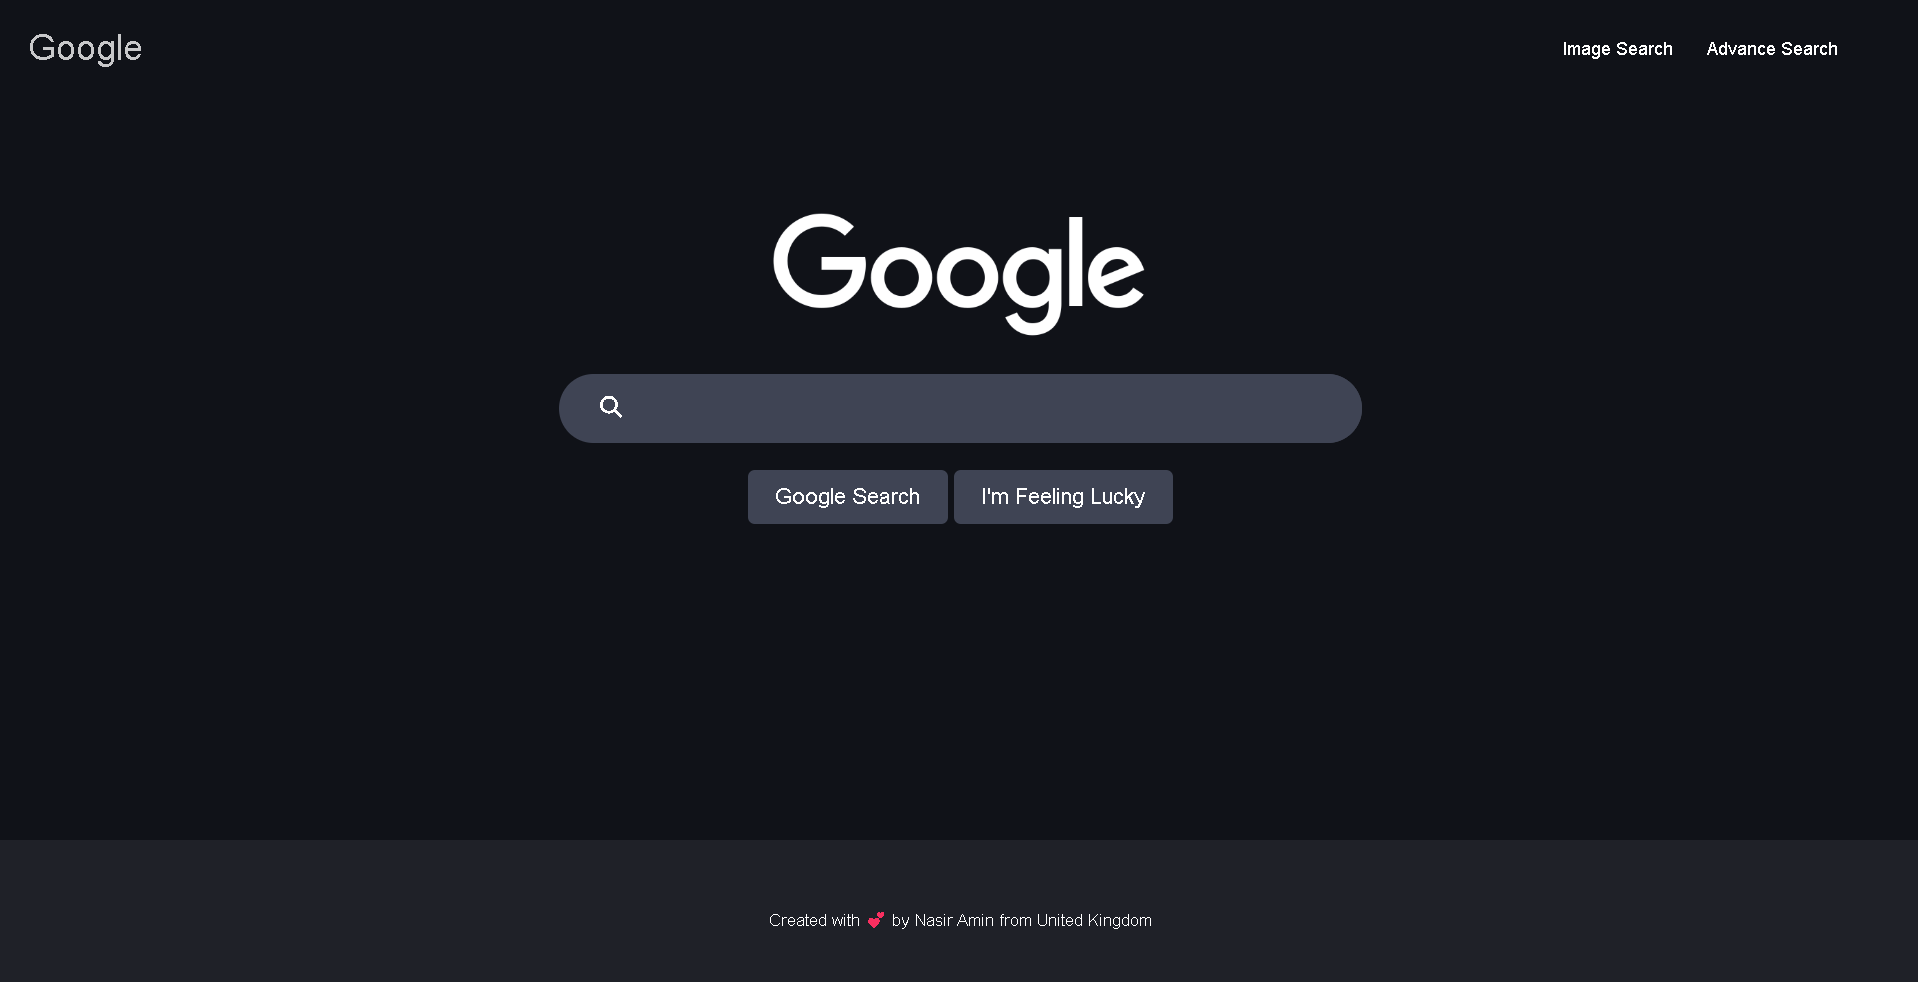 Google
Image Search
Advance Search
Google
Google Search
I'm Feeling Lucky
Created with 💕 by Nasir Amin from United Kingdom